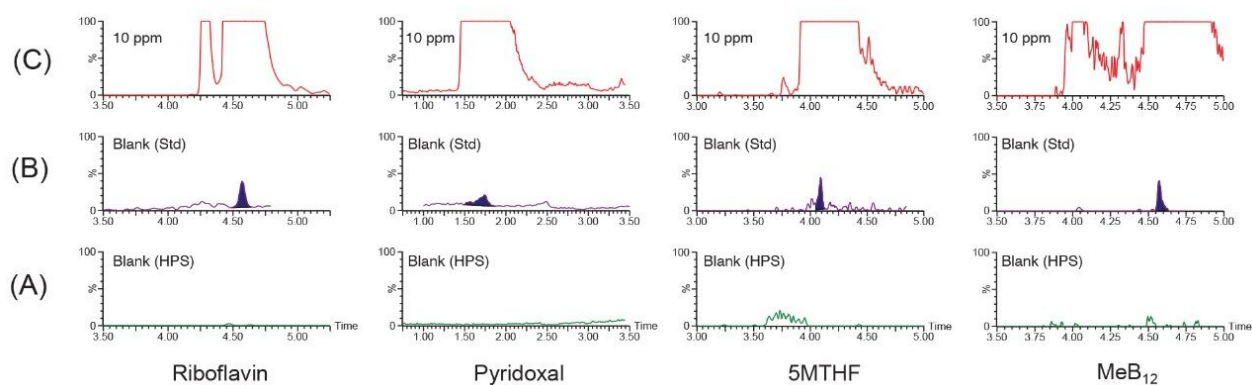 (C)
100
%
0
10 ppm
3.50 4.00 4.50 5.00
100
%
0
10 ppm
1.00 1.50 2.00 2.50 3.00 3.50
100
%
0
10 ppm
3.00 3.50 4.00 4.50 5.00
100
%
0
10 ppm
3.50 3.75 4.00 4.25 4.50 4.75 5.00
(B)
100
%
0
Blank (Std)
3.50 4.00 4.50 5.00
100
%
0
Blank (Std)
1.00 1.50 2.00 2.50 3.00 3.50
100
%
0
Blank (Std)
3.00 3.50 4.00 4.50 5.00
100
%
0
Blank (Std)
3.50 3.75 4.00 4.25 4.50 4.75 5.00
(A)
100
%
0
Blank (HPS)
Time
3.50 4.00 4.50 5.00
100
%
0
Blank (HPS)
Time
1.00 1.50 2.00 2.50 3.00 3.50
100
%
0
Blank (HPS)
Time
3.00 3.50 4.00 4.50 5.00
100
%
0
Blank (HPS)
Time
3.50 3.75 4.00 4.25 4.50 4.75 5.00
Riboflavin Pyridoxal 5MTHF MeB₁₂